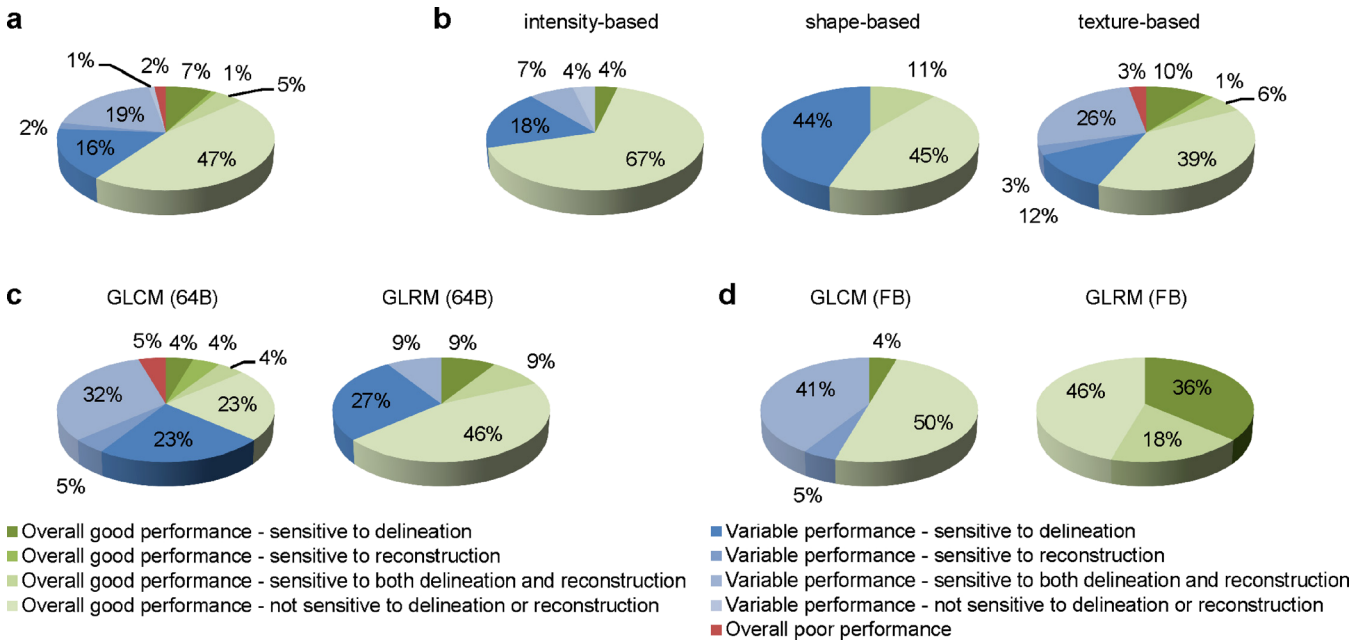 a
1%
2%
7%
1%
5%
19%
2%
16%
47%
b
intensity-based
7%
4%
4%
18%
67%
shape-based
11%
44%
45%
texture-based
3%
10%
1%
6%
26%
39%
3%
12%
c
GLCM (64B)
5%
4%
4%
4%
32%
23%
23%
5%
GLRM (64B)
9%
9%
9%
27%
46%
d
GLCM (FB)
4%
41%
50%
5%
GLRM (FB)
46%
36%
18%
Overall good performance - sensitive to delineation
Overall good performance - sensitive to reconstruction
Overall good performance - sensitive to both delineation and reconstruction
Overall good performance - not sensitive to delineation or reconstruction
Variable performance - sensitive to delineation
Variable performance - sensitive to reconstruction
Variable performance - sensitive to both delineation and reconstruction
Variable performance - not sensitive to delineation or reconstruction
Overall poor performance